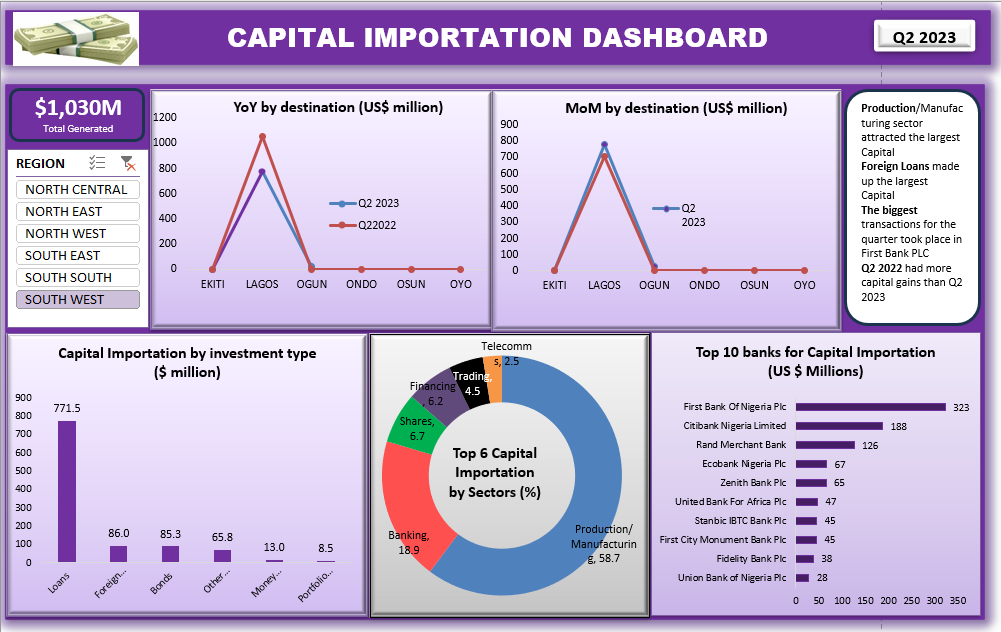 CAPITAL IMPORTATION DASHBOARD
Q2 2023
$1,030M
Total Generated
REGION
NORTH CENTRAL
NORTH EAST
NORTH WEST
SOUTH EAST
SOUTH SOUTH
SOUTH WEST
YoY by destination (US$ million)
1200
1000
800
600
400
200
0
EKITI LAGOS OGUN ONDO OSUN OYO
Q2 2023
Q22022
MoM by destination (US$ million)
900
800
700
600
500
400
300
200
100
0
EKITI LAGOS OGUN ONDO OSUN OYO
Q2
2023
Production/Manufac
turing sector
attracted the largest
Capital
Foreign Loans made
up the largest
Capital
The biggest
transactions for the
quarter took place in
First Bank PLC
Q2 2022 had more
capital gains than Q2
2023
Capital Importation by investment type
($ million)
900
800
700
600
500
400
300
200
100
0
771.5
86.0
85.3
65.8
13.0
8.5
Loans
Foreign...
Bonds
Other...
Money...
Portfolio...
Telecomm
s, 2.5
Trading,
4.5
Financing
, 6.2
Shares,
6.7
Banking,
18.9
Production/
Manufacturin
g, 58.7
Top 6 Capital
Importation
by Sectors (%)
Top 10 banks for Capital Importation
(US $ Millions)
First Bank Of Nigeria Plc 323
Citibank Nigeria Limited 188
Rand Merchant Bank 126
Ecobank Nigeria Plc 67
Zenith Bank Plc 65
United Bank For Africa Plc 47
Stanbic IBTC Bank Plc 45
First City Monument Bank Plc 45
Fidelity Bank Plc 38
Union Bank of Nigeria Plc 28
0 50 100 150 200 250 300 350